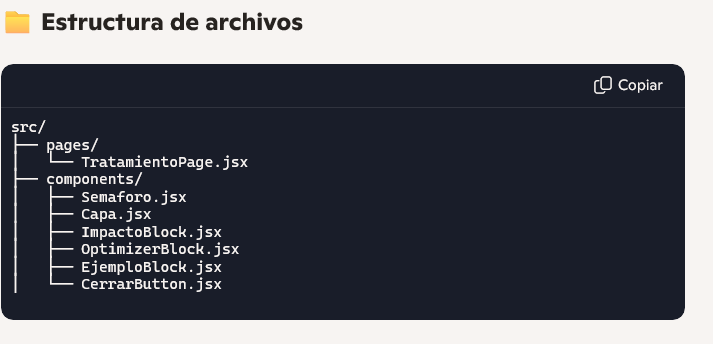 📁 Estructura de archivos
Copiar
src/
├── pages/
│   └── TratamientoPage.jsx
├── components/
│   ├── Semaforo.jsx
│   ├── Capa.jsx
│   ├── ImpactoBlock.jsx
│   ├── OptimizerBlock.jsx
│   ├── EjemploBlock.jsx
│   └── CerrarButton.jsx